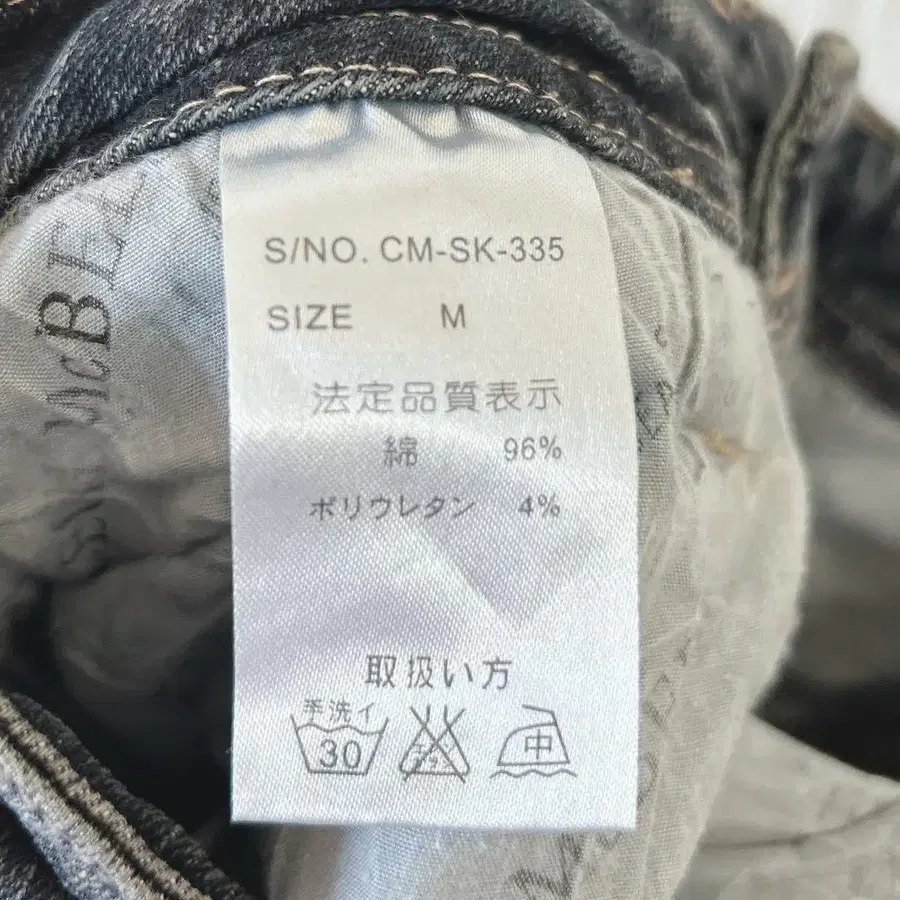 S/NO. CM-SK-335
SIZE M
法定品質表示
綿 96%
ポリウレタン 4%
取扱い方
手洗イ
30
中
McBLE